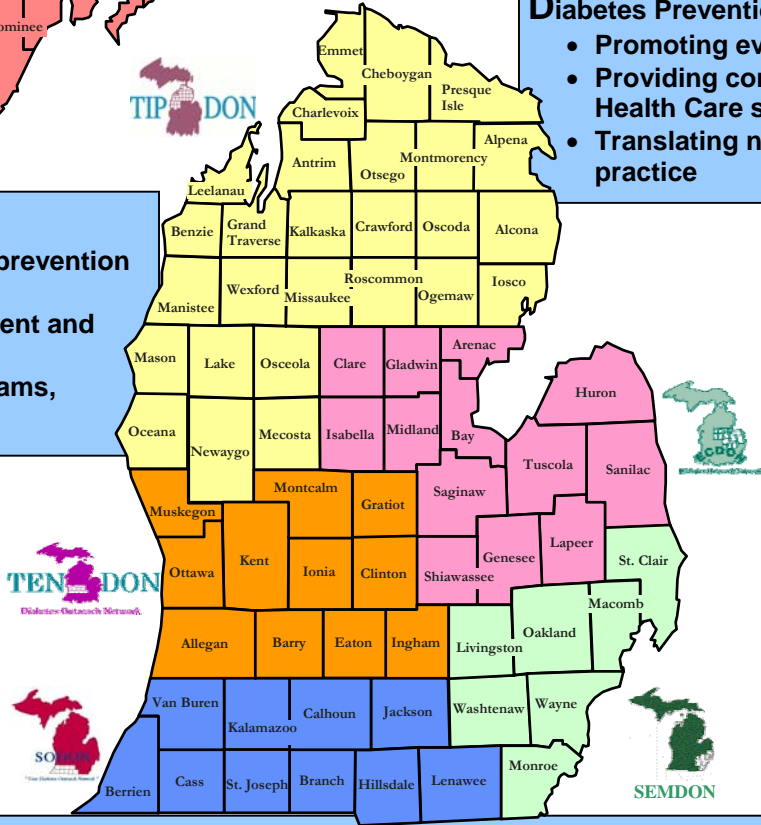 ominee
Diabetes Preventi
• Promoting ev
• Providing con
Health Care s
• Translating n
practice
TIP DON
prevention
ent and
ams,
Emmet
Cheboygan
Presque
Isle
Charlevoix
Antrim
Otsego
Montmorency
Alpena
Leelanau
Benzie
Grand
Traverse
Kalkaska
Crawford
Oscoda
Alcona
Manistee
Wexford
Missaukee
Roscommon
Ogemaw
Iosco
Mason
Lake
Osceola
Clare
Gladwin
Arenac
Huron
Oceana
Newaygo
Mecosta
Isabella
Midland
Bay
Tuscola
Sanilac
Muskegon
Montcalm
Gratiot
Saginaw
Ottawa
Kent
Ionia
Clinton
Shiawassee
Genesee
Lapeer
St. Clair
TEN DON
Diabetes Outreach Network
Allegan
Barry
Eaton
Ingham
Livingston
Oakland
Macomb
Van Buren
Kalamazoo
Calhoun
Jackson
Washtenaw
Wayne
SODON
Berrien
Cass
St. Joseph
Branch
Hillsdale
Lenawee
Monroe
SEMDON